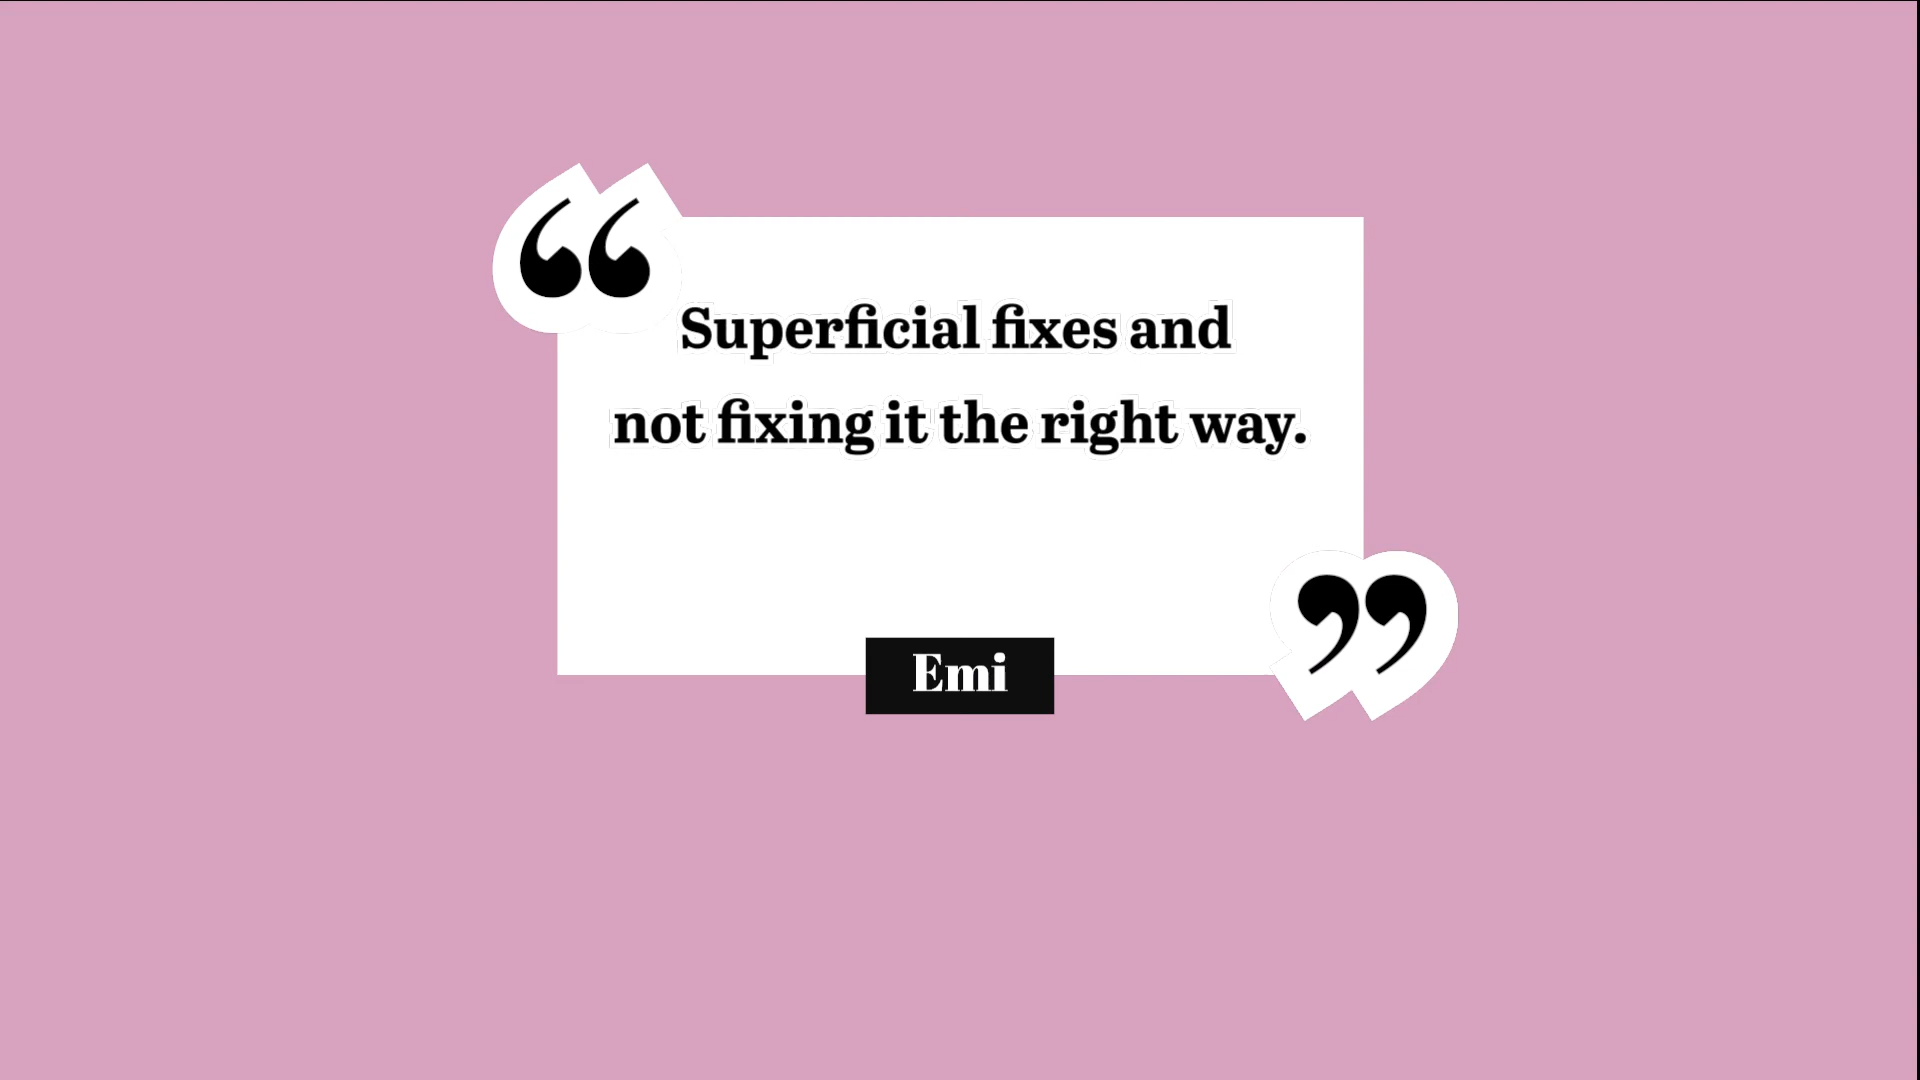 “
Superficial fixes and
not fixing it the right way.
”
Emi